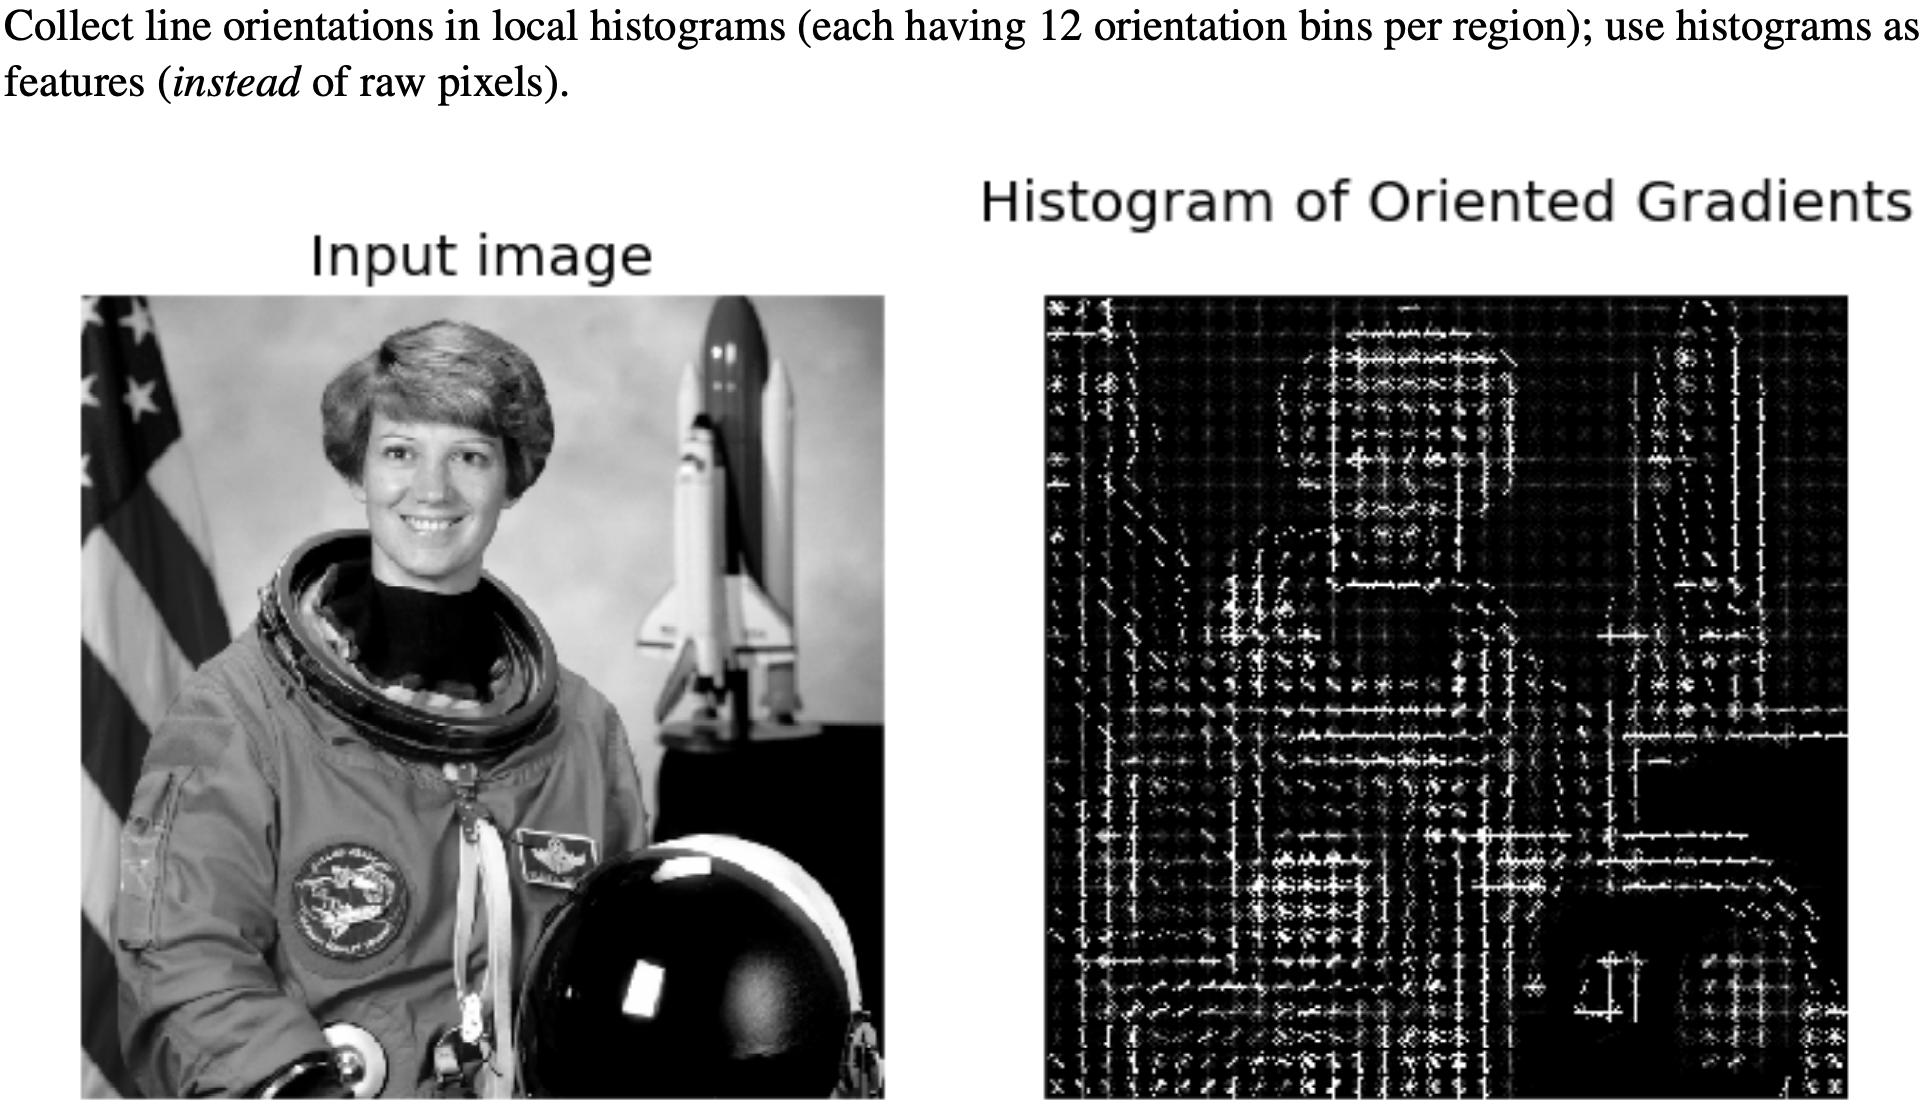 Collect line orientations in local histograms (each having 12 orientation bins per region); use histograms as
features (instead of raw pixels).
Histogram of Oriented Gradients
Input image